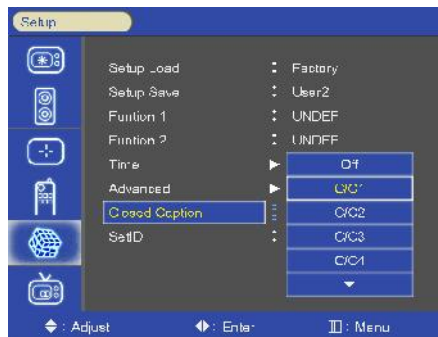 Setup
Setup Load : Factory
Setup Save : User2
Funtion 1 : UNDEF
Funtion 2 : UNDEF
Time
Off
Advanced
C/C1
Closed Caption
C/C2
SetID :
C/C3
C/C4
: Adjust : Enter : Menu